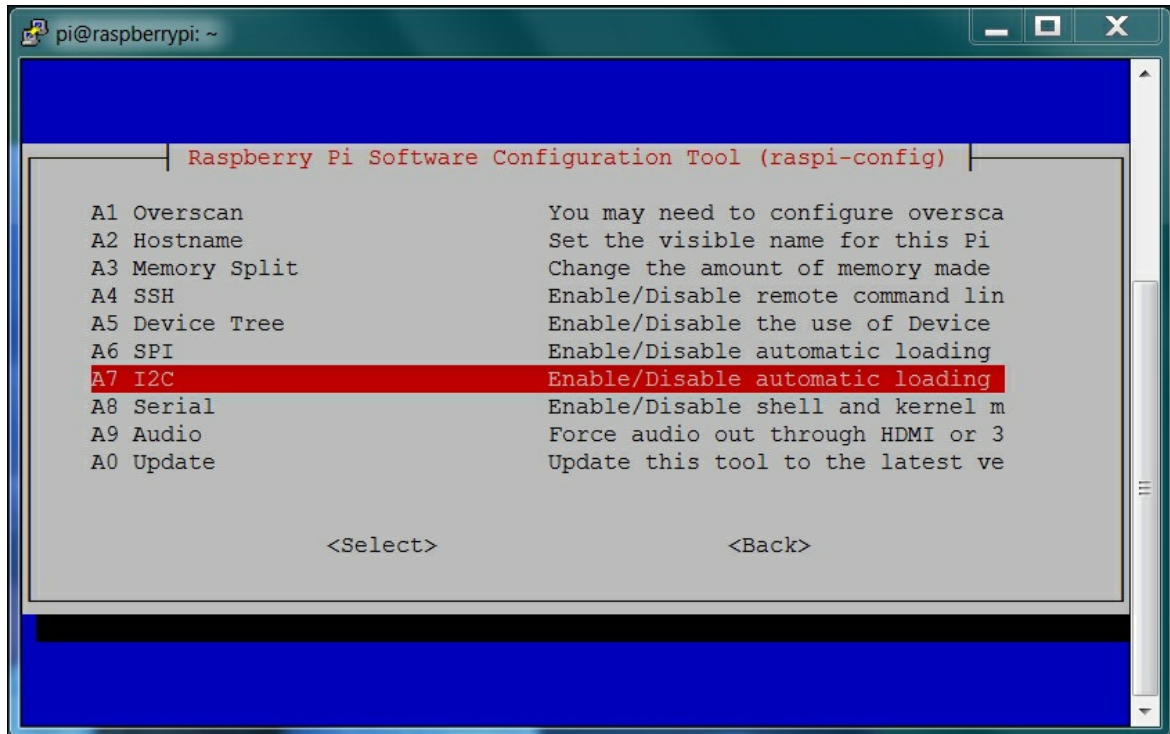 pi@raspberrypi: ~
Raspberry Pi Software Configuration Tool (raspi-config)
A1 Overscan You may need to configure oversca
A2 Hostname Set the visible name for this Pi
A3 Memory Split Change the amount of memory made
A4 SSH Enable/Disable remote command lin
A5 Device Tree Enable/Disable the use of Device
A6 SPI Enable/Disable automatic loading
A7 I2C Enable/Disable automatic loading
A8 Serial Enable/Disable shell and kernel m
A9 Audio Force audio out through HDMI or 3
A0 Update Update this tool to the latest ve
<Select> <Back>